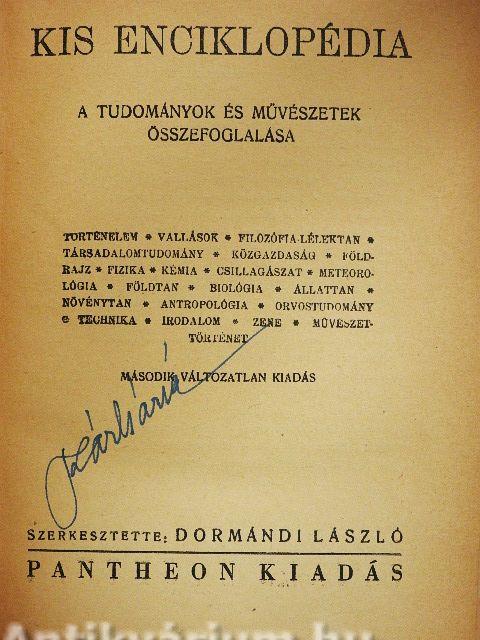 KIS ENCIKLOPÉDIA
A TUDOMÁNYOK ÉS MŰVÉSZETEK
ÖSSZEFOGLALÁSA
TÖRTÉNELEM * VALLÁSOK * FILOZÓFIA-LÉLEKTAN *
TÁRSADALOMTUDOMÁNY * KÖZGAZDASÁG * FÖLD-
RAJZ * FIZIKA * KÉMIA * CSILLAGÁSZAT * METEORO-
LÓGIA * FÖLDTAN * BIOLÓGIA * ÁLLATTAN *
NÖVÉNYTAN * ANTROPOLÓGIA * ORVOSTUDOMÁNY
* TECHNIKA * IRODALOM * ZENE * MŰVÉSZET-
TÖRTÉNET
MÁSODIK VÁLTOZATLAN KIADÁS
SZERKESZTETTE: DORMÁNDI LÁSZLÓ
PANTHEON KIADÁS
Antikvárium.hu